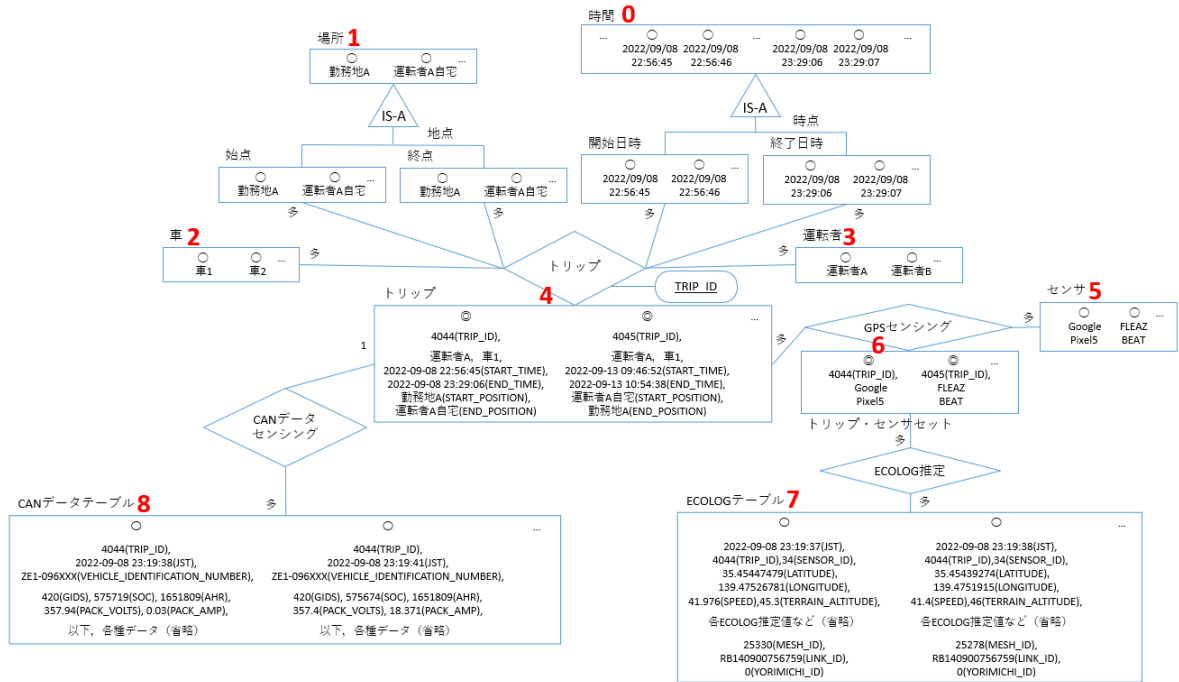 時間 0
… ○ ○ … ○ ○ …
2022/09/08 2022/09/08 2022/09/08 2022/09/08
22:56:45 22:56:46 23:29:06 23:29:07
場所 1
○ ○ …
勤務地A 運転者A自宅
IS-A
IS-A
地点
時点
始点
終点
開始日時
終了日時
○ ○ …
勤務地A 運転者A自宅
○ ○ …
勤務地A 運転者A自宅
○ ○ …
2022/09/08 2022/09/08
22:56:45 22:56:46
○ ○ …
2022/09/08 2022/09/08
23:29:06 23:29:07
多
多
多
多
車 2
○ ○ …
車1 車2
多
トリップ
TRIP_ID
多
運転者 3
○ ○ …
運転者A 運転者B
トリップ 4
◎ ◎ …
4044(TRIP_ID), 4045(TRIP_ID),
運転者A, 車1, 運転者A, 車1,
2022-09-08 22:56:45(START_TIME), 2022-09-13 09:46:52(START_TIME),
2022-09-08 23:29:06(END_TIME), 2022-09-13 10:54:38(END_TIME),
勤務地A(START_POSITION), 運転者A自宅(START_POSITION),
運転者A自宅(END_POSITION) 勤務地A(END_POSITION)
1
多
GPSセンシング
多
センサ 5
○ ○ …
Google FLEAZ
Pixel5 BEAT
6
◎ ◎ …
4044(TRIP_ID), 4045(TRIP_ID),
Google FLEAZ
Pixel5 BEAT
トリップ・センサセット
多
ECOLOG推定
多
CANデータ
センシング
多
CANデータテーブル 8
○ ○ …
4044(TRIP_ID), 4044(TRIP_ID),
2022-09-08 23:19:38(JST), 2022-09-08 23:19:41(JST),
ZE1-096XXX(VEHICLE_IDENTIFICATION_NUMBER), ZE1-096XXX(VEHICLE_IDENTIFICATION_NUMBER),
420(GIDS), 575719(SOC), 1651809(AHR), 420(GIDS), 575674(SOC), 1651809(AHR),
357.94(PACK_VOLTS), 0.03(PACK_AMP), 357.4(PACK_VOLTS), 18.371(PACK_AMP),
以下，各種データ（省略） 以下，各種データ（省略）
ECOLOGテーブル 7
○ ○ …
2022-09-08 23:19:37(JST), 2022-09-08 23:19:38(JST),
4044(TRIP_ID),34(SENSOR_ID), 4044(TRIP_ID),34(SENSOR_ID),
35.45447479(LATITUDE), 35.45439274(LATITUDE),
139.47526781(LONGITUDE), 139.4751915(LONGITUDE),
41.976(SPEED),45.3(TERRAIN_ALTITUDE), 41.4(SPEED),46(TERRAIN_ALTITUDE),
各ECOLOG推定値など（省略） 各ECOLOG推定値など（省略）
25330(MESH_ID), 25278(MESH_ID),
RB140900756759(LINK_ID), RB140900756759(LINK_ID),
0(YORIMICHI_ID) 0(YORIMICHI_ID)